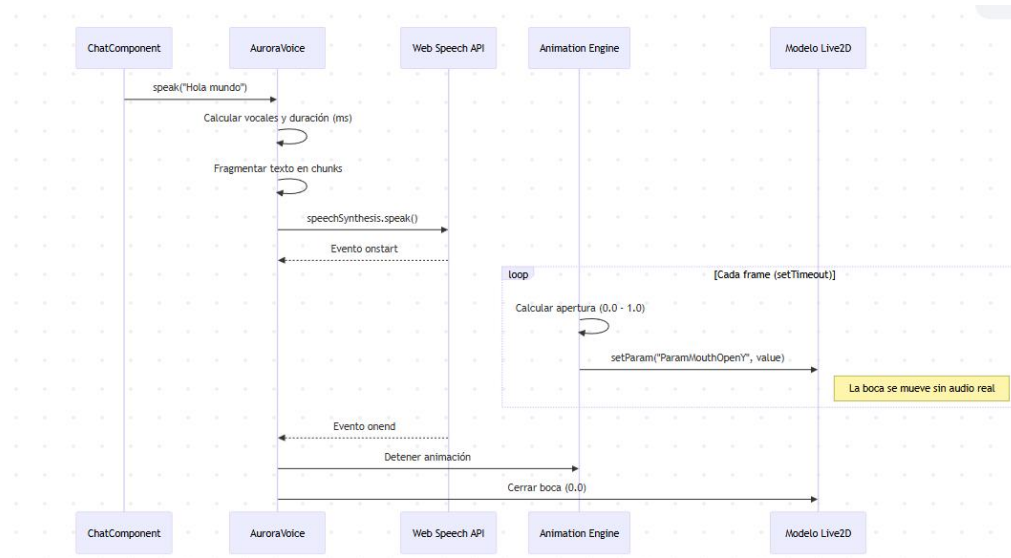 ChatComponent
AuroraVoice
Web Speech API
Animation Engine
Modelo Live2D
speak("Hola mundo")
Calcular vocales y duración (ms)
Fragmentar texto en chunks
speechSynthesis.speak()
Evento onstart
loop
[Cada frame (setTimeout)]
Calcular apertura (0.0 - 1.0)
setParam("ParamMouthOpenY", value)
La boca se mueve sin audio real
Evento onend
Detener animación
Cerrar boca (0.0)
ChatComponent
AuroraVoice
Web Speech API
Animation Engine
Modelo Live2D